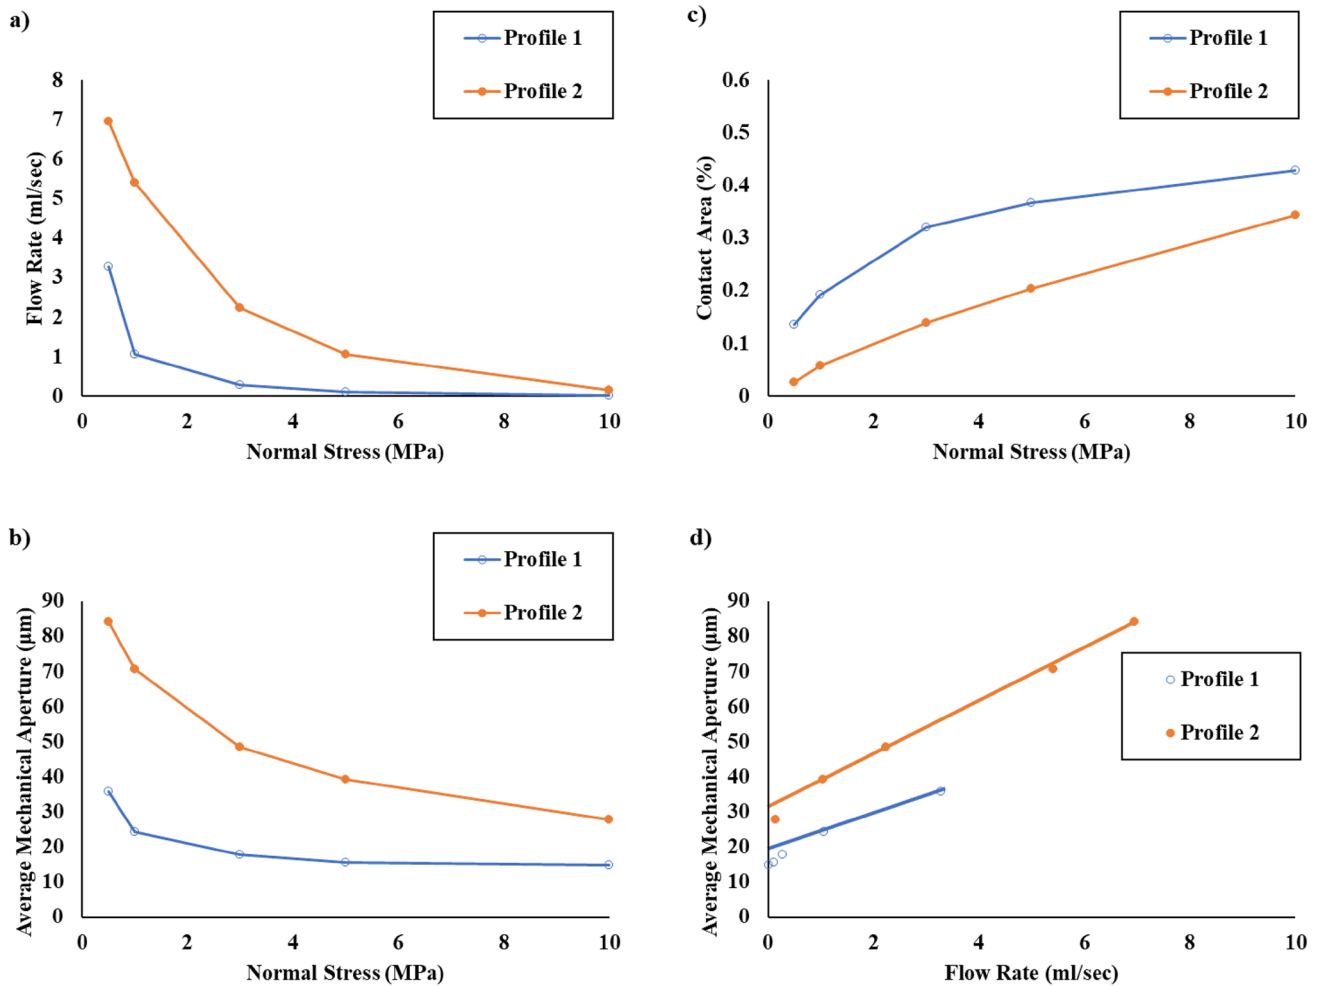 a)
Profile 1
Profile 2
8
7
6
5
4
3
2
1
0
Flow Rate (ml/sec)
0 2 4 6 8 10
Normal Stress (MPa)
c)
Profile 1
Profile 2
0.6
0.5
0.4
0.3
0.2
0.1
0
Contact Area (%)
0 2 4 6 8 10
Normal Stress (MPa)
b)
Profile 1
Profile 2
90
80
70
60
50
40
30
20
10
0
Average Mechanical Aperture (µm)
0 2 4 6 8 10
Normal Stress (MPa)
d)
Profile 1
Profile 2
90
80
70
60
50
40
30
20
10
0
Average Mechanical Aperture (µm)
0 2 4 6 8 10
Flow Rate (ml/sec)